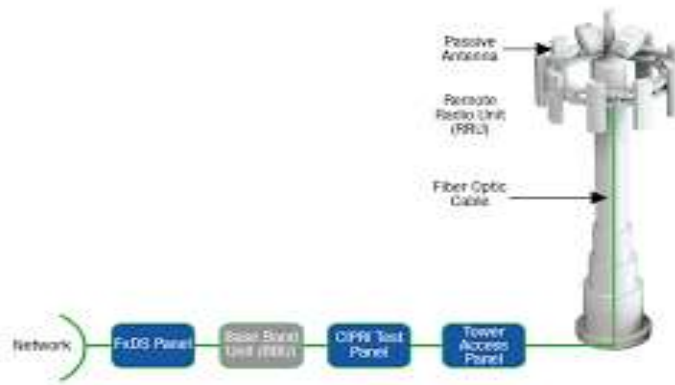 Passive
Antenna
Remote
Radio Unit
(RRU)
Fiber Optic
Cable
Network
FxDS Panel
Base Band
Unit (BBU)
CIPRI Test
Panel
Tower
Access
Panel